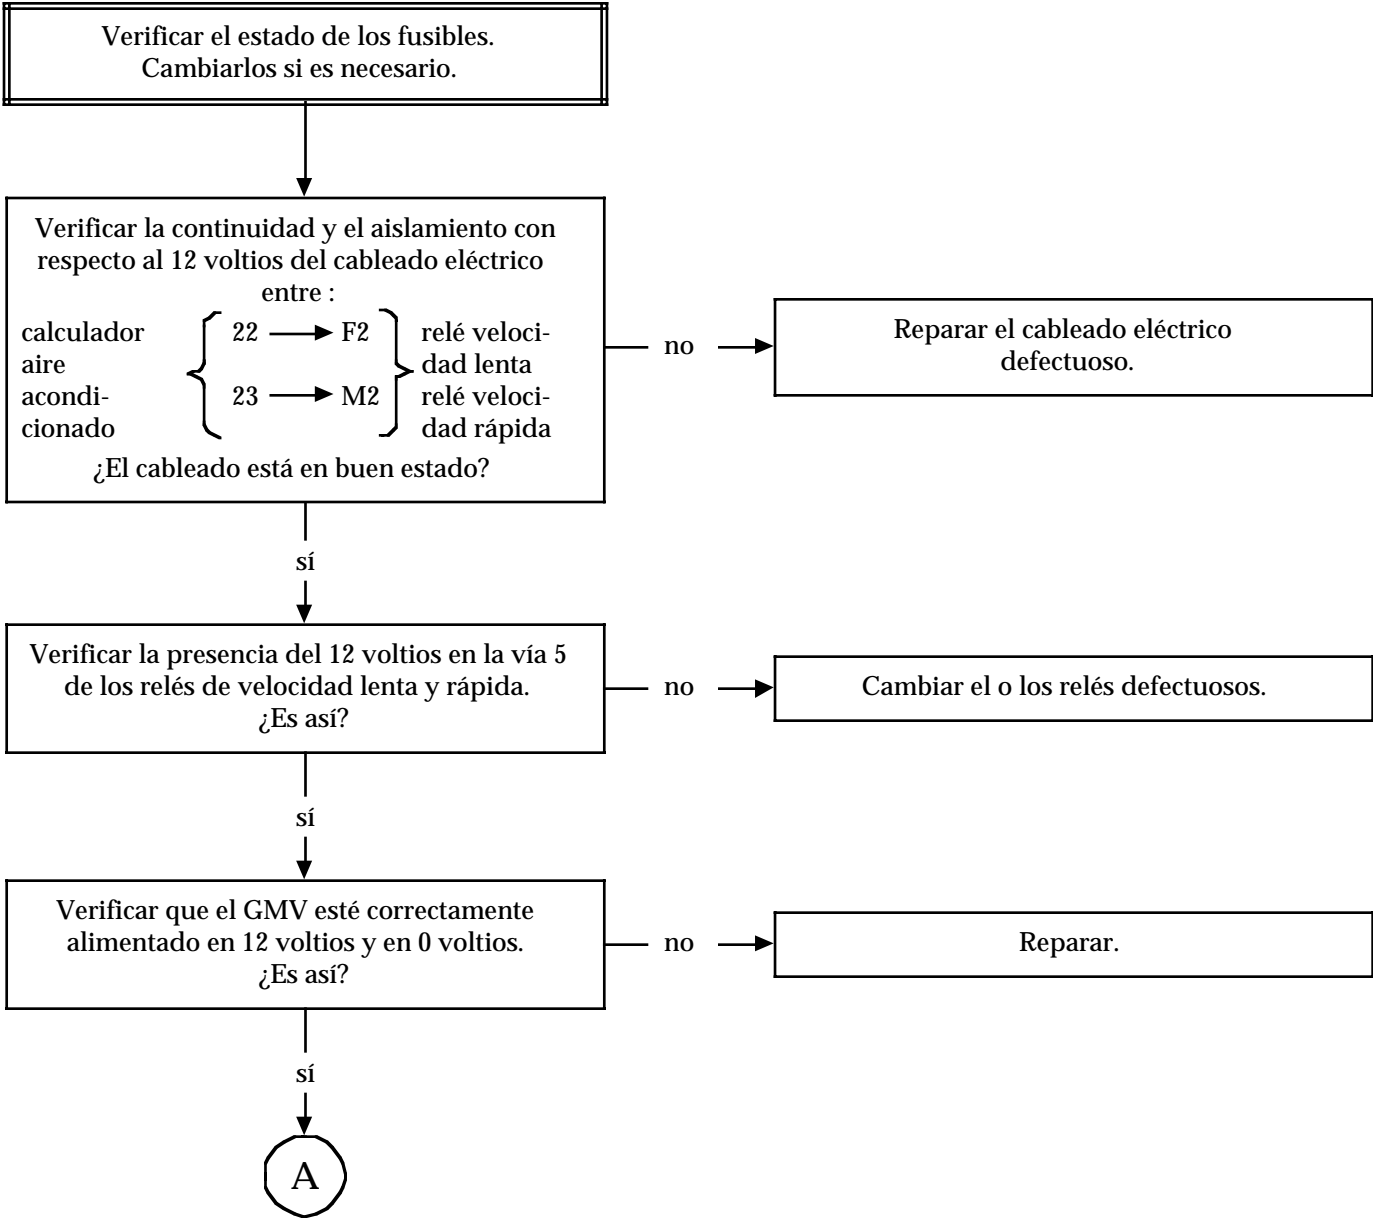 Verificar el estado de los fusibles.
Cambiarlos si es necesario.
Verificar la continuidad y el aislamiento con
respecto al 12 voltios del cableado eléctrico
entre :
calculador 22 F2 relé veloci-
aire dad lenta
acondi- 23 M2 relé veloci-
cionado dad rápida
¿El cableado está en buen estado?
no
Reparar el cableado eléctrico
defectuoso.
sí
Verificar la presencia del 12 voltios en la vía 5
de los relés de velocidad lenta y rápida.
¿Es así?
no
Cambiar el o los relés defectuosos.
sí
Verificar que el GMV esté correctamente
alimentado en 12 voltios y en 0 voltios.
¿Es así?
no
Reparar.
sí
A